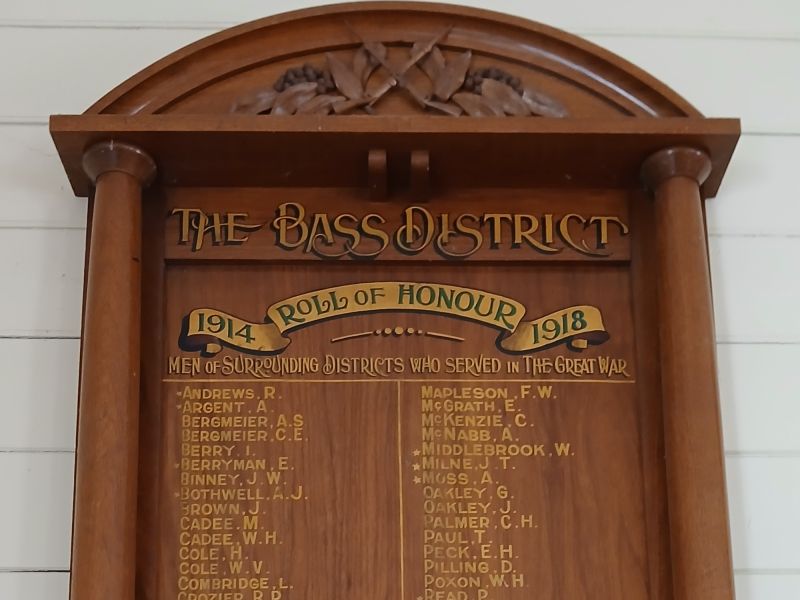 THE BASS DISTRICT
ROLL OF HONOUR
1914 1918
MEN OF SURROUNDING DISTRICTS WHO SERVED IN THE GREAT WAR
ANDREWS, R.
ARGENT, A.
BERGMEIER, A.S
BERGMEIER, C.E.
BERRY, I.
BERRYMAN, E.
BINNEY, J.W.
BOTHWELL, A.J.
BROWN, J.
CADEE, M.
CADEE, W.H.
COLE, H.
COLE, W.V.
COMBRIDGE, L.
CROZIER, R.P.
MAPLESON, F.W.
McGRATH, E.
McKENZIE, C.
McNABB, A.
MIDDLEBROOK, W.
MILNE, J.T.
MOSS, A.
OAKLEY, G.
OAKLEY, J.
PALMER, C.H.
PAUL, T.
PECK, E.H.
PILLING, D.
POXON, W.H.
READ, P.